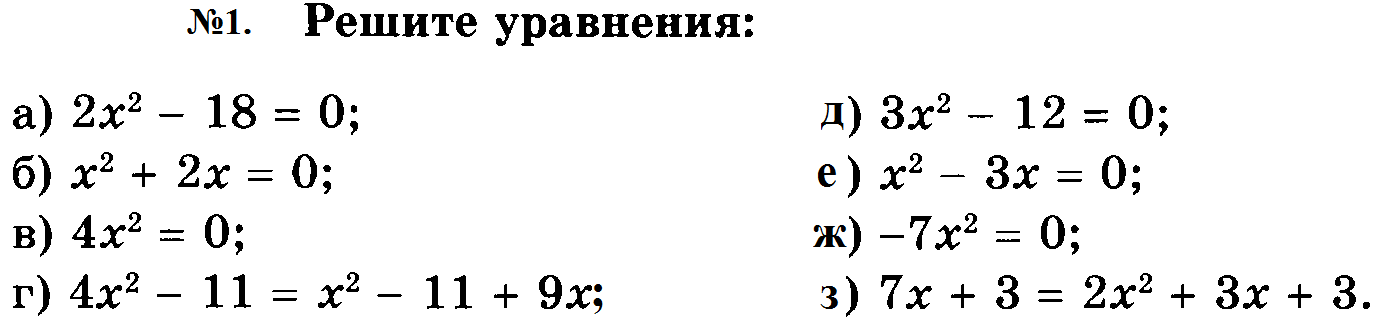 №1. Решите уравнения:
а) 2x² – 18 = 0;
б) x² + 2x = 0;
в) 4x² = 0;
г) 4x² – 11 = x² – 11 + 9x;
д) 3x² – 12 = 0;
е) x² – 3x = 0;
ж) –7x² = 0;
з) 7x + 3 = 2x² + 3x + 3.